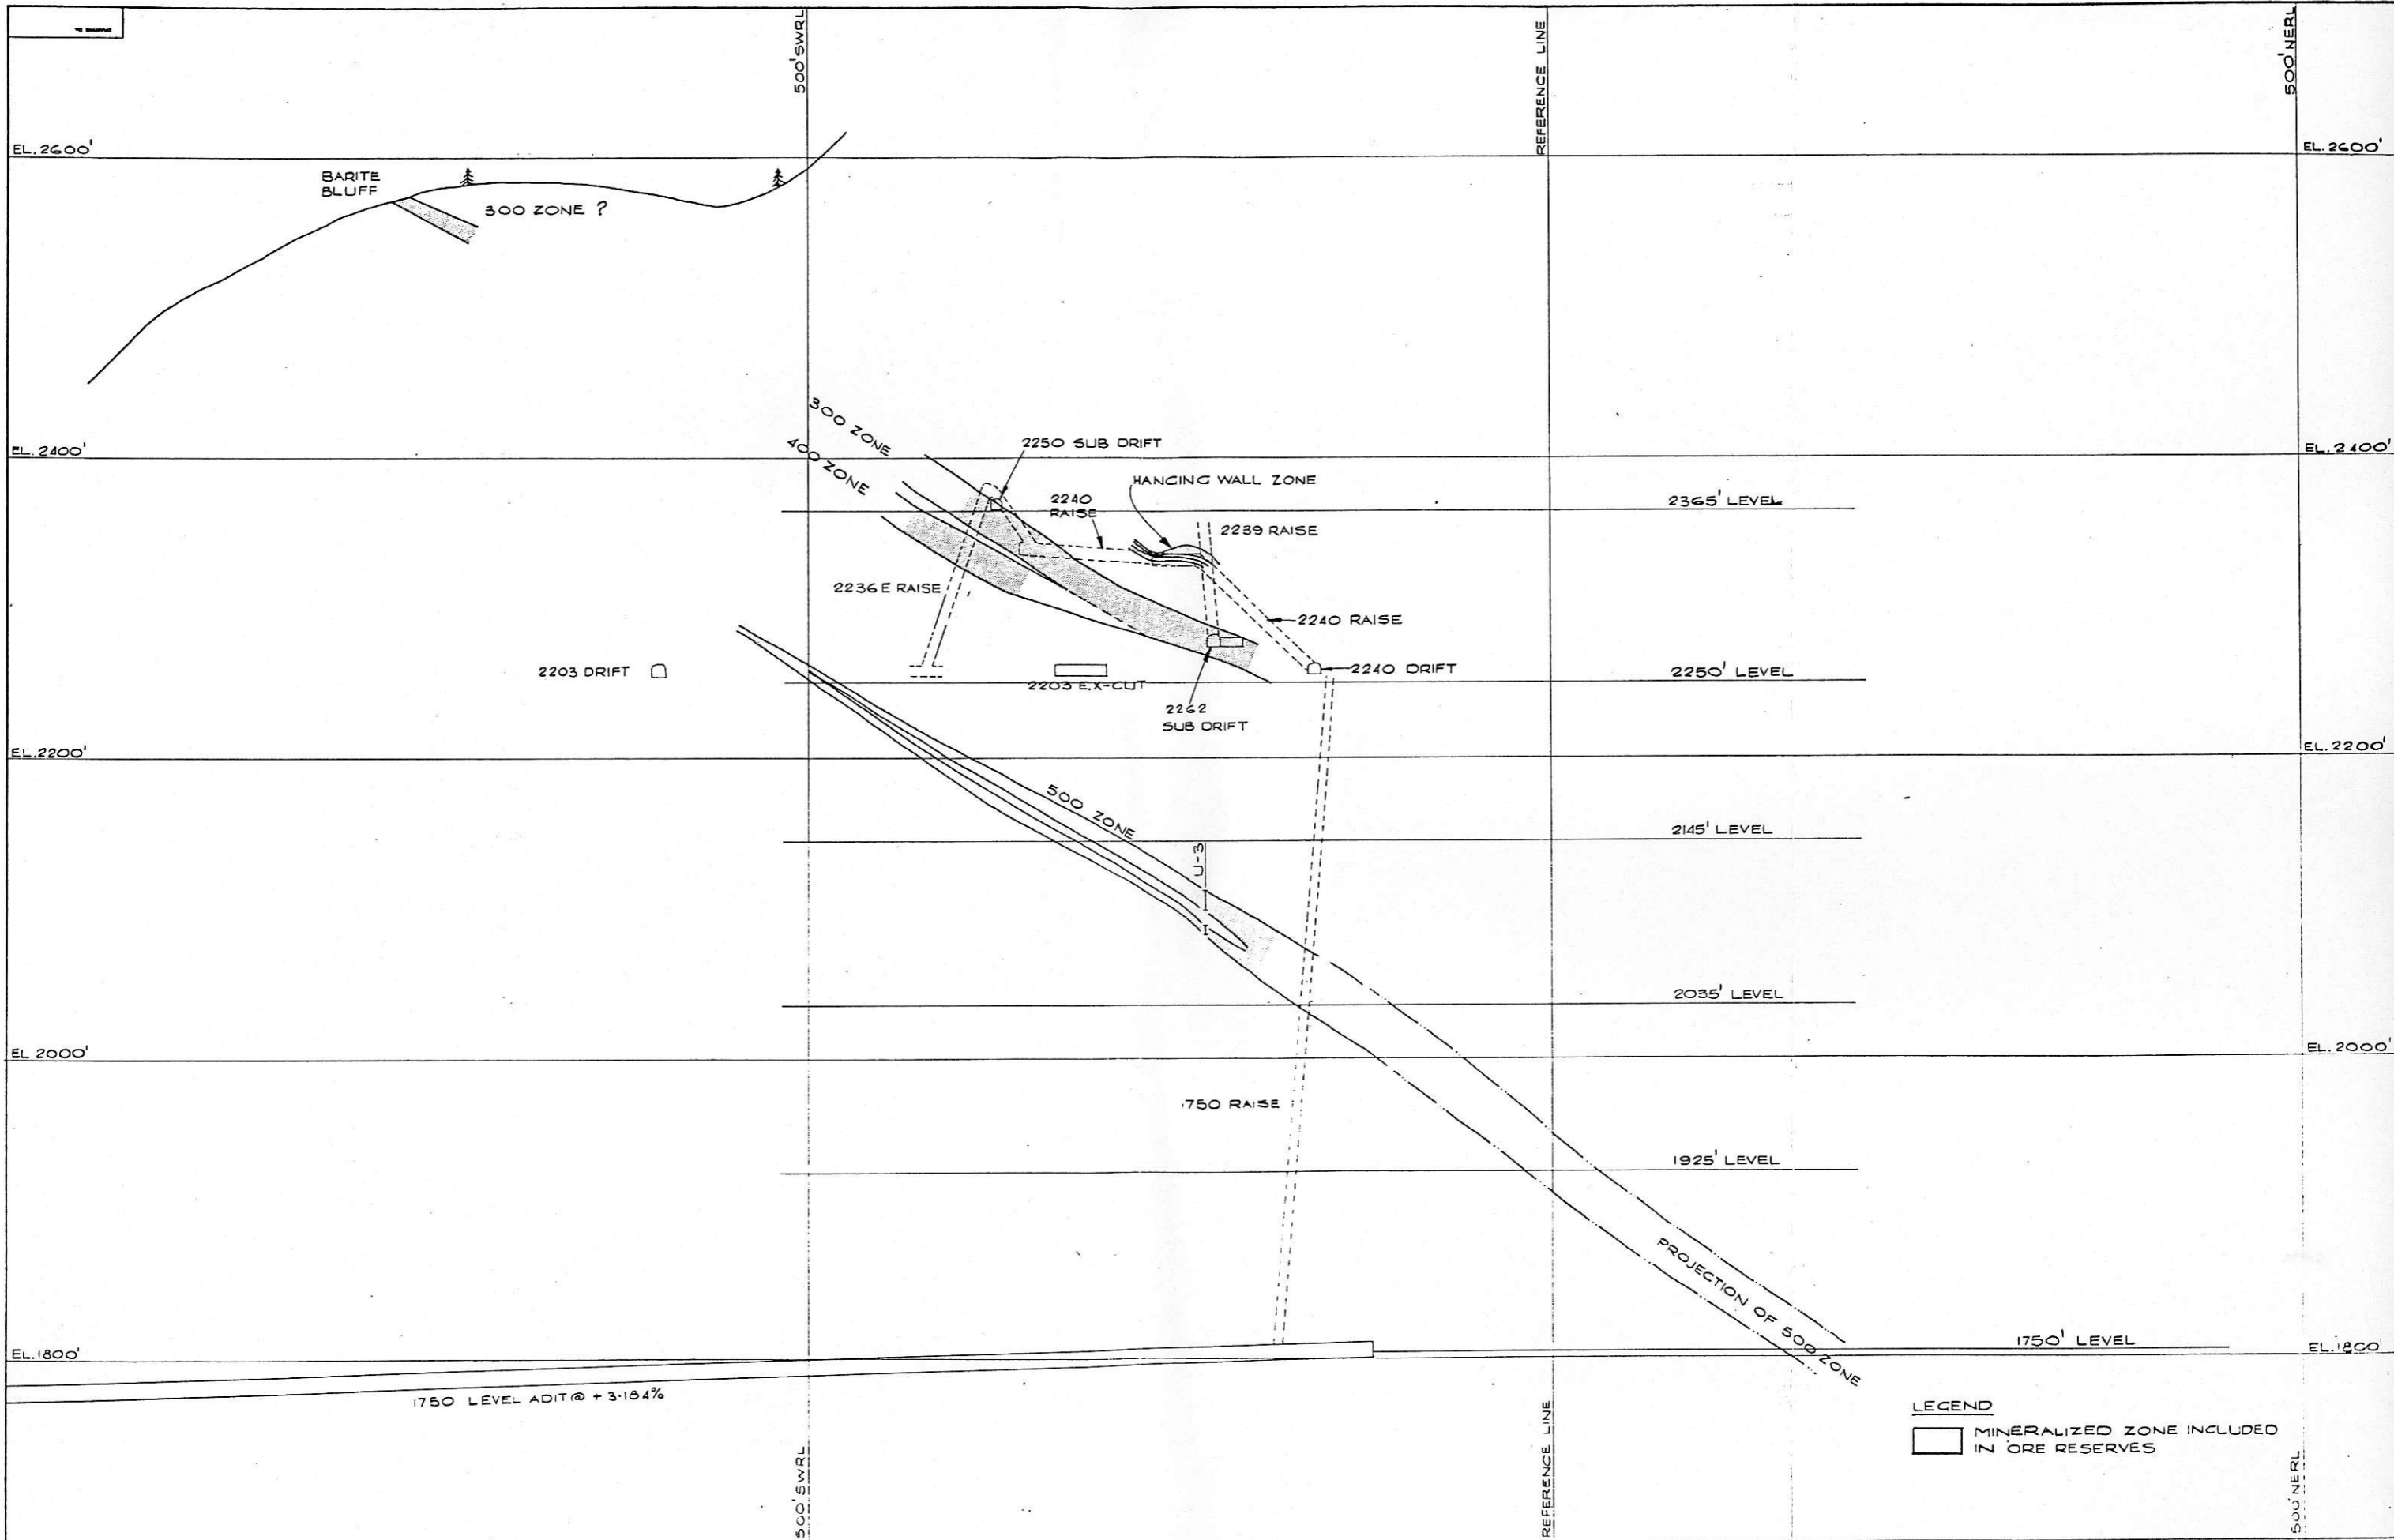 500' SWRL
REFERENCE LINE
500' NERL
EL. 2600'
EL. 2600'
BARITE
BLUFF
300 ZONE ?
300 ZONE
400 ZONE
EL. 2400'
EL. 2400'
2250 SUB DRIFT
HANGING WALL ZONE
2240
RAISE
2365' LEVEL
2239 RAISE
2236 E RAISE
2240 RAISE
2203 DRIFT
2203 E. X-CUT
2240 DRIFT
2250' LEVEL
2262
SUB DRIFT
EL. 2200'
EL. 2200'
500 ZONE
2145' LEVEL
U-3
2035' LEVEL
EL. 2000'
EL. 2000'
1750 RAISE
1925' LEVEL
PROJECTION OF 500 ZONE
1750' LEVEL
EL. 1800'
EL. 1800'
1750 LEVEL ADIT @ + 3·184%
LEGEND
MINERALIZED ZONE INCLUDED
IN ORE RESERVES
500' SWRL
REFERENCE LINE
500' NERL